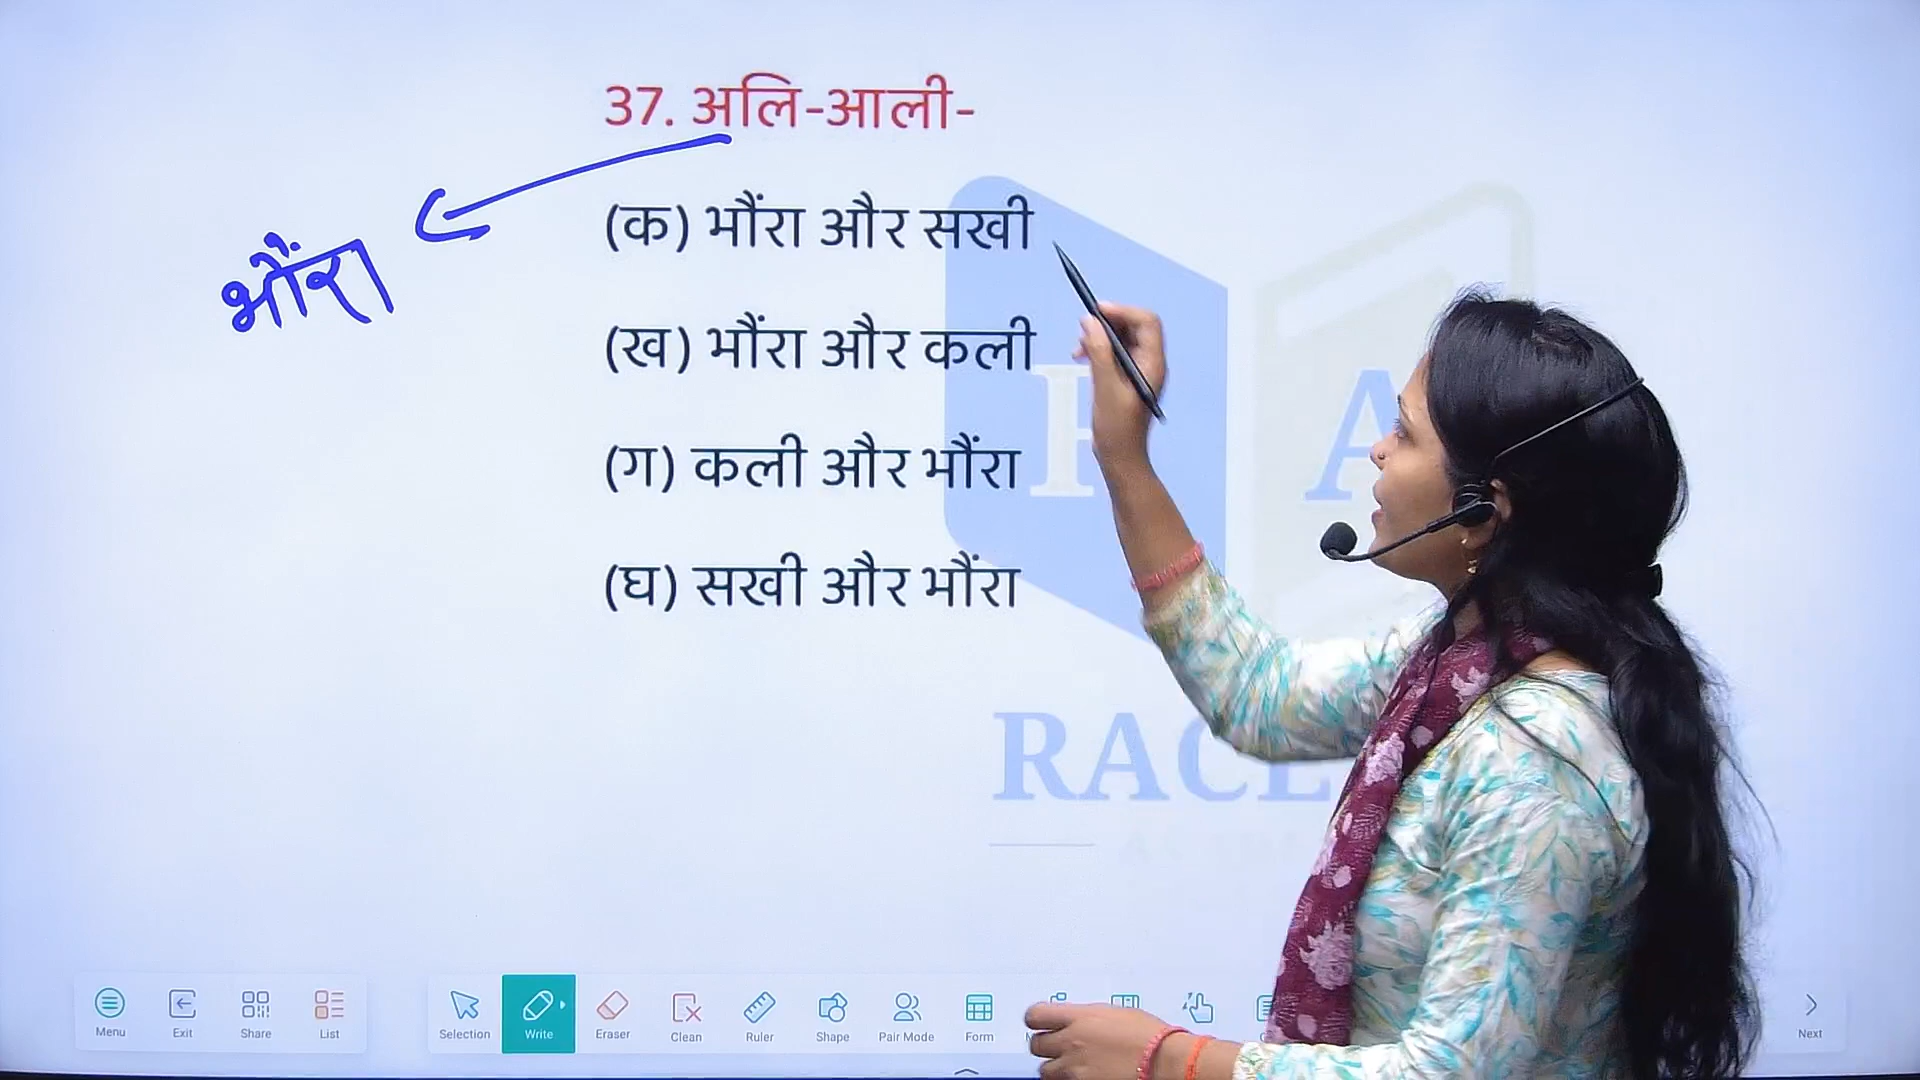 37. अलि-आली-
(क) भौंरा और सखी
भौंरा
(ख) भौंरा और कली
(ग) कली और भौंरा
(घ) सखी और भौंरा
A
RACE
Menu Exit Share List Selection Write Eraser Clean Ruler Shape Pair Mode Form Next